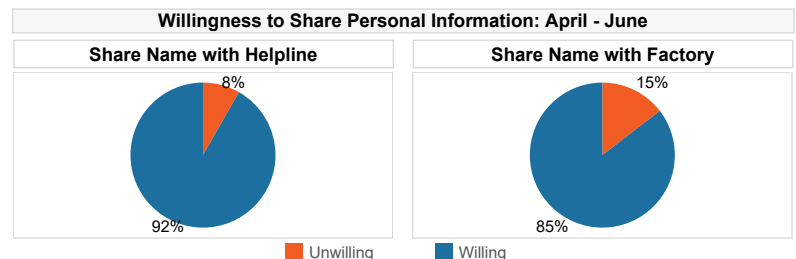 Willingness to Share Personal Information: April - June
Share Name with Helpline
Share Name with Factory
8%
92%
15%
85%
Unwilling
Willing